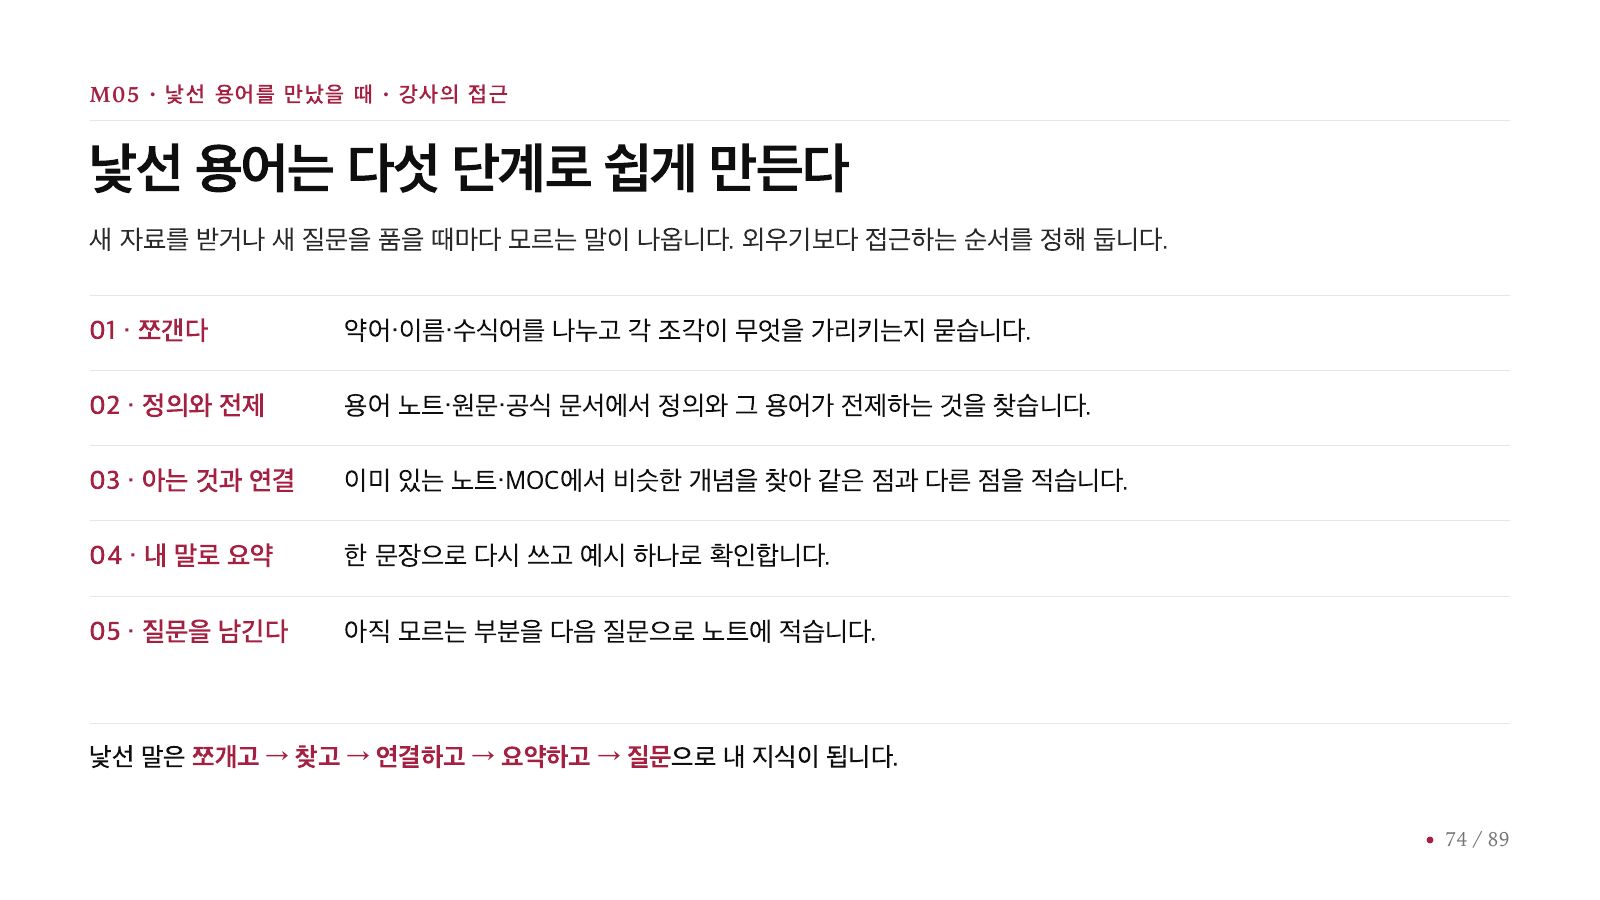 M05 · 낯선 용어를 만났을 때 · 강사의 접근
낯선 용어는 다섯 단계로 쉽게 만든다
새 자료를 받거나 새 질문을 품을 때마다 모르는 말이 나옵니다. 외우기보다 접근하는 순서를 정해 둡니다.
01 · 쪼갠다 약어·이름·수식어를 나누고 각 조각이 무엇을 가리키는지 묻습니다.
02 · 정의와 전제 용어 노트·원문·공식 문서에서 정의와 그 용어가 전제하는 것을 찾습니다.
03 · 아는 것과 연결 이미 있는 노트·MOC에서 비슷한 개념을 찾아 같은 점과 다른 점을 적습니다.
04 · 내 말로 요약 한 문장으로 다시 쓰고 예시 하나로 확인합니다.
05 · 질문을 남긴다 아직 모르는 부분을 다음 질문으로 노트에 적습니다.
낯선 말은 쪼개고 → 찾고 → 연결하고 → 요약하고 → 질문으로 내 지식이 됩니다.
• 74 / 89